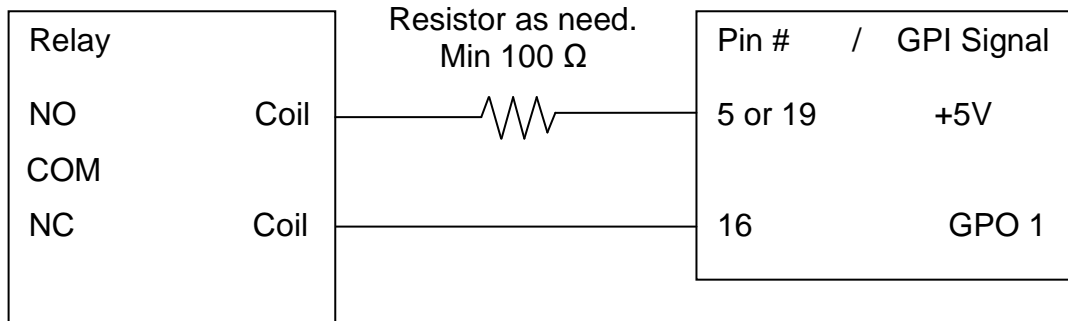 Resistor as need.
Min 100 Ω
Relay
NO Coil
COM
NC Coil
Pin # / GPI Signal
5 or 19 +5V
16 GPO 1